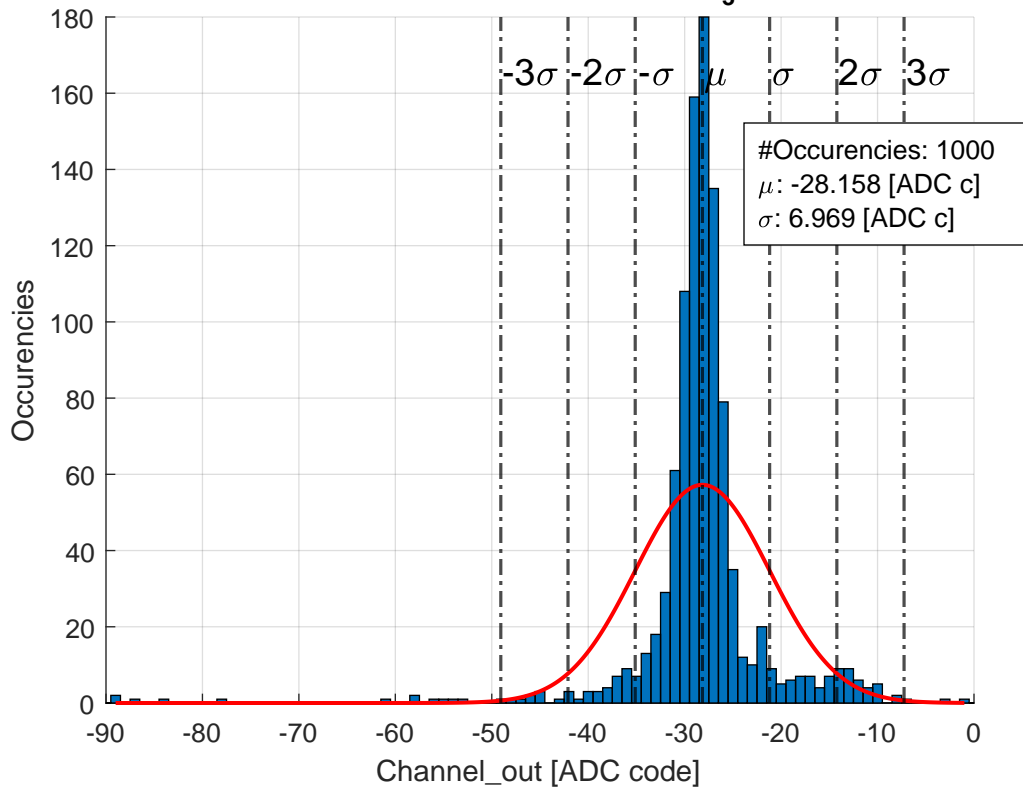 180
160
140
120
100
80
60
40
20
0
Occurencies
-3σ -2σ -σ μ σ 2σ 3σ
#Occurencies: 1000
μ: -28.158 [ADC c]
σ: 6.969 [ADC c]
-90 -80 -70 -60 -50 -40 -30 -20 -10 0
Channel_out [ADC code]